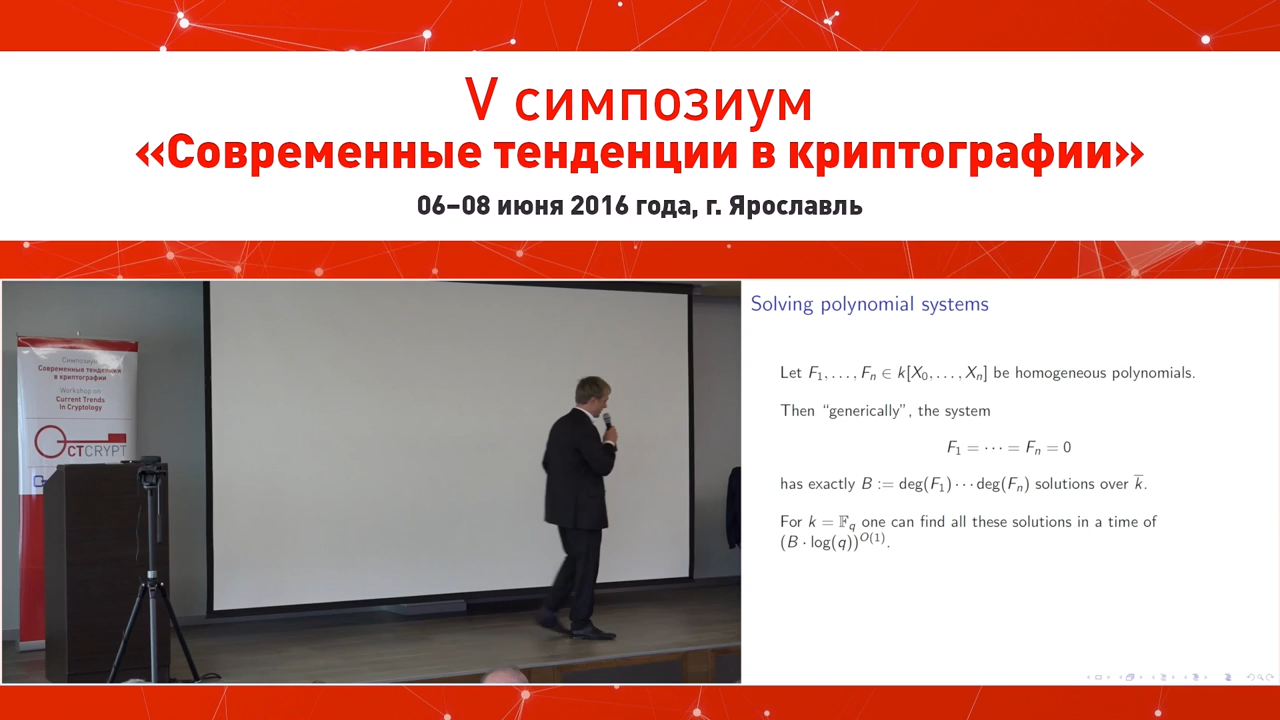 V симпозиум
«Современные тенденции в криптографии»
06–08 июня 2016 года, г. Ярославль
Симпозиум
Современные тенденции
в криптографии
Workshop on
Current Trends
in Cryptology
CTCRYPT
Solving polynomial systems
Let F₁, . . . , Fₙ ∈ k[X₀, . . . , Xₙ] be homogeneous polynomials.
Then “generically”, the system
F₁ = · · · = Fₙ = 0
has exactly B := deg(F₁) · · · deg(Fₙ) solutions over k̅.
For k = 𝔽_q one can find all these solutions in a time of
(B · log(q))^{O(1)}.